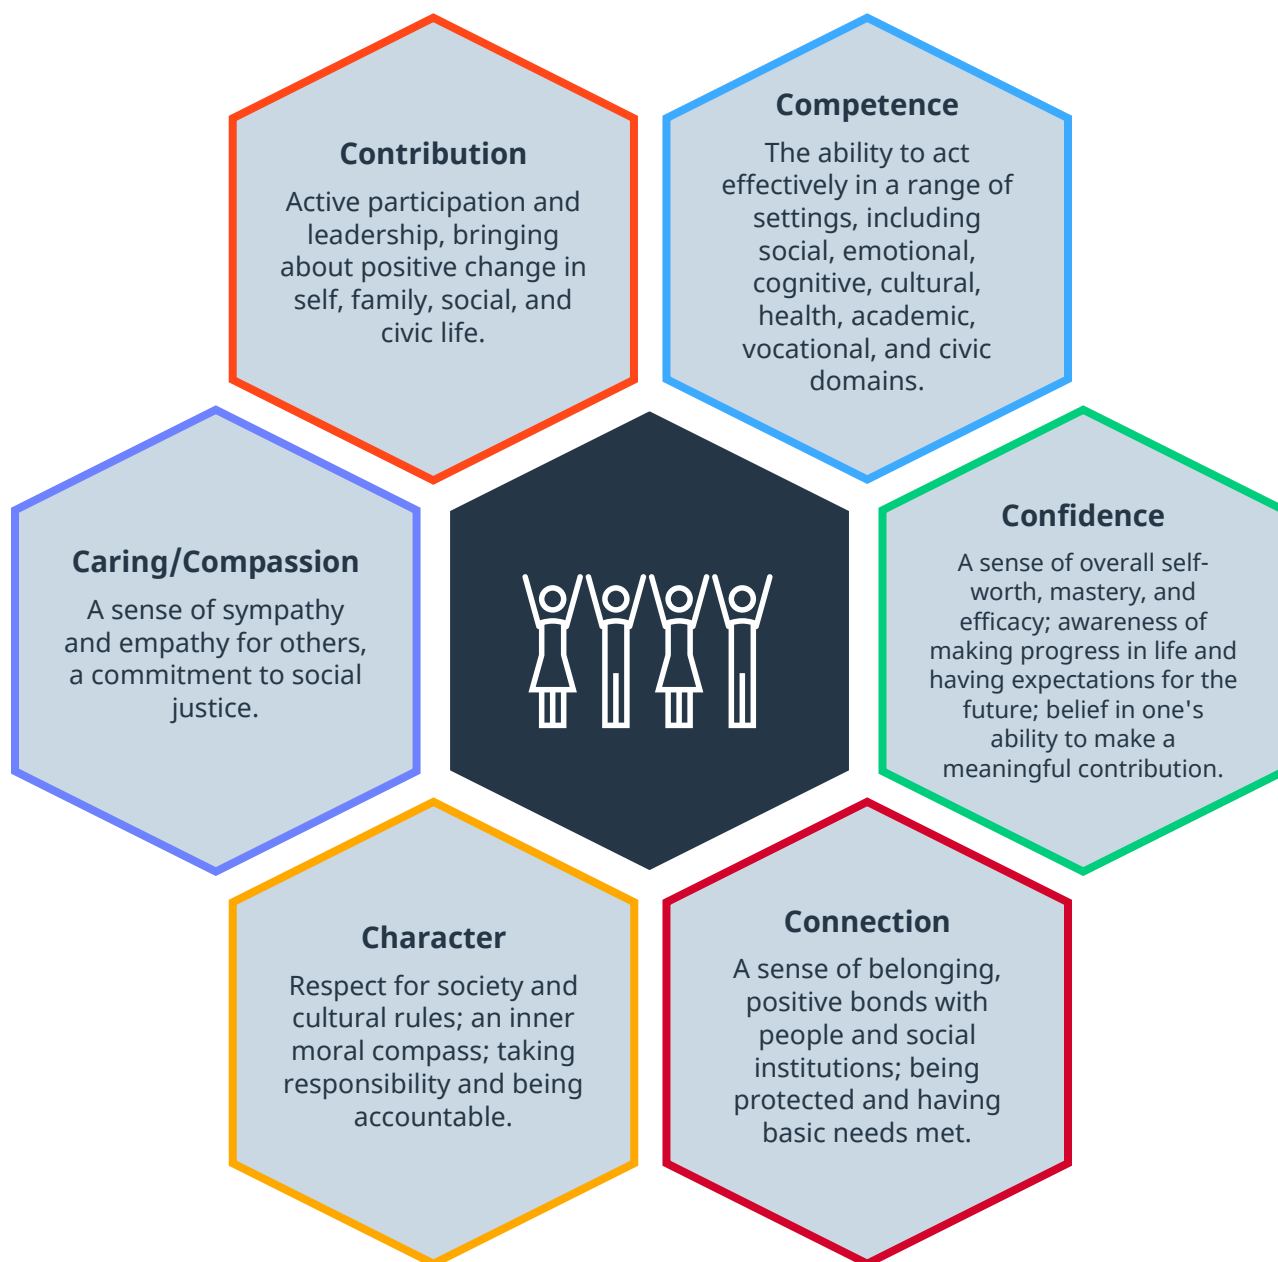 Contribution
Active participation and
leadership, bringing
about positive change in
self, family, social, and
civic life.
Competence
The ability to act
effectively in a range of
settings, including
social, emotional,
cognitive, cultural,
health, academic,
vocational, and civic
domains.
Caring/Compassion
A sense of sympathy
and empathy for others,
a commitment to social
justice.
Confidence
A sense of overall self-
worth, mastery, and
efficacy; awareness of
making progress in life and
having expectations for the
future; belief in one's
ability to make a
meaningful contribution.
Character
Respect for society and
cultural rules; an inner
moral compass; taking
responsibility and being
accountable.
Connection
A sense of belonging,
positive bonds with
people and social
institutions; being
protected and having
basic needs met.